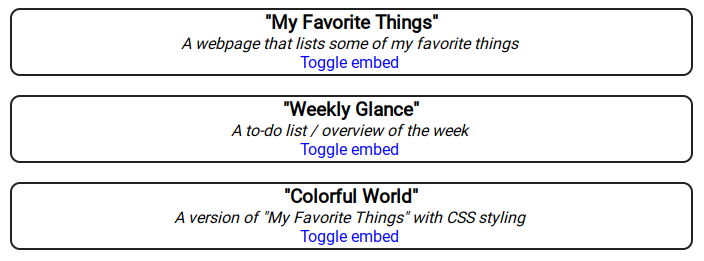 "My Favorite Things"
A webpage that lists some of my favorite things
Toggle embed
"Weekly Glance"
A to-do list / overview of the week
Toggle embed
"Colorful World"
A version of "My Favorite Things" with CSS styling
Toggle embed